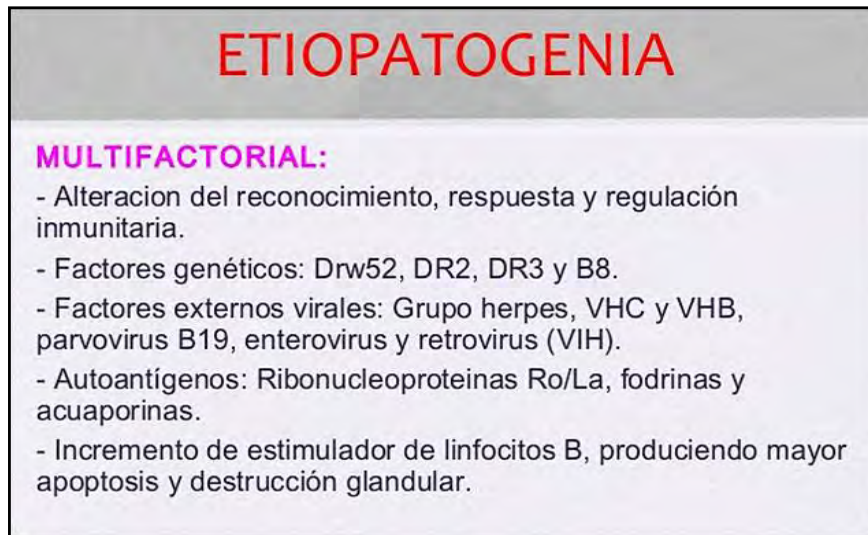 ETIOPATOGENIA
MULTIFACTORIAL:
- Alteracion del reconocimiento, respuesta y regulación
inmunitaria.
- Factores genéticos: Drw52, DR2, DR3 y B8.
- Factores externos virales: Grupo herpes, VHC y VHB,
parvovirus B19, enterovirus y retrovirus (VIH).
- Autoantígenos: Ribonucleoproteinas Ro/La, fodrinas y
acuaporinas.
- Incremento de estimulador de linfocitos B, produciendo mayor
apoptosis y destrucción glandular.